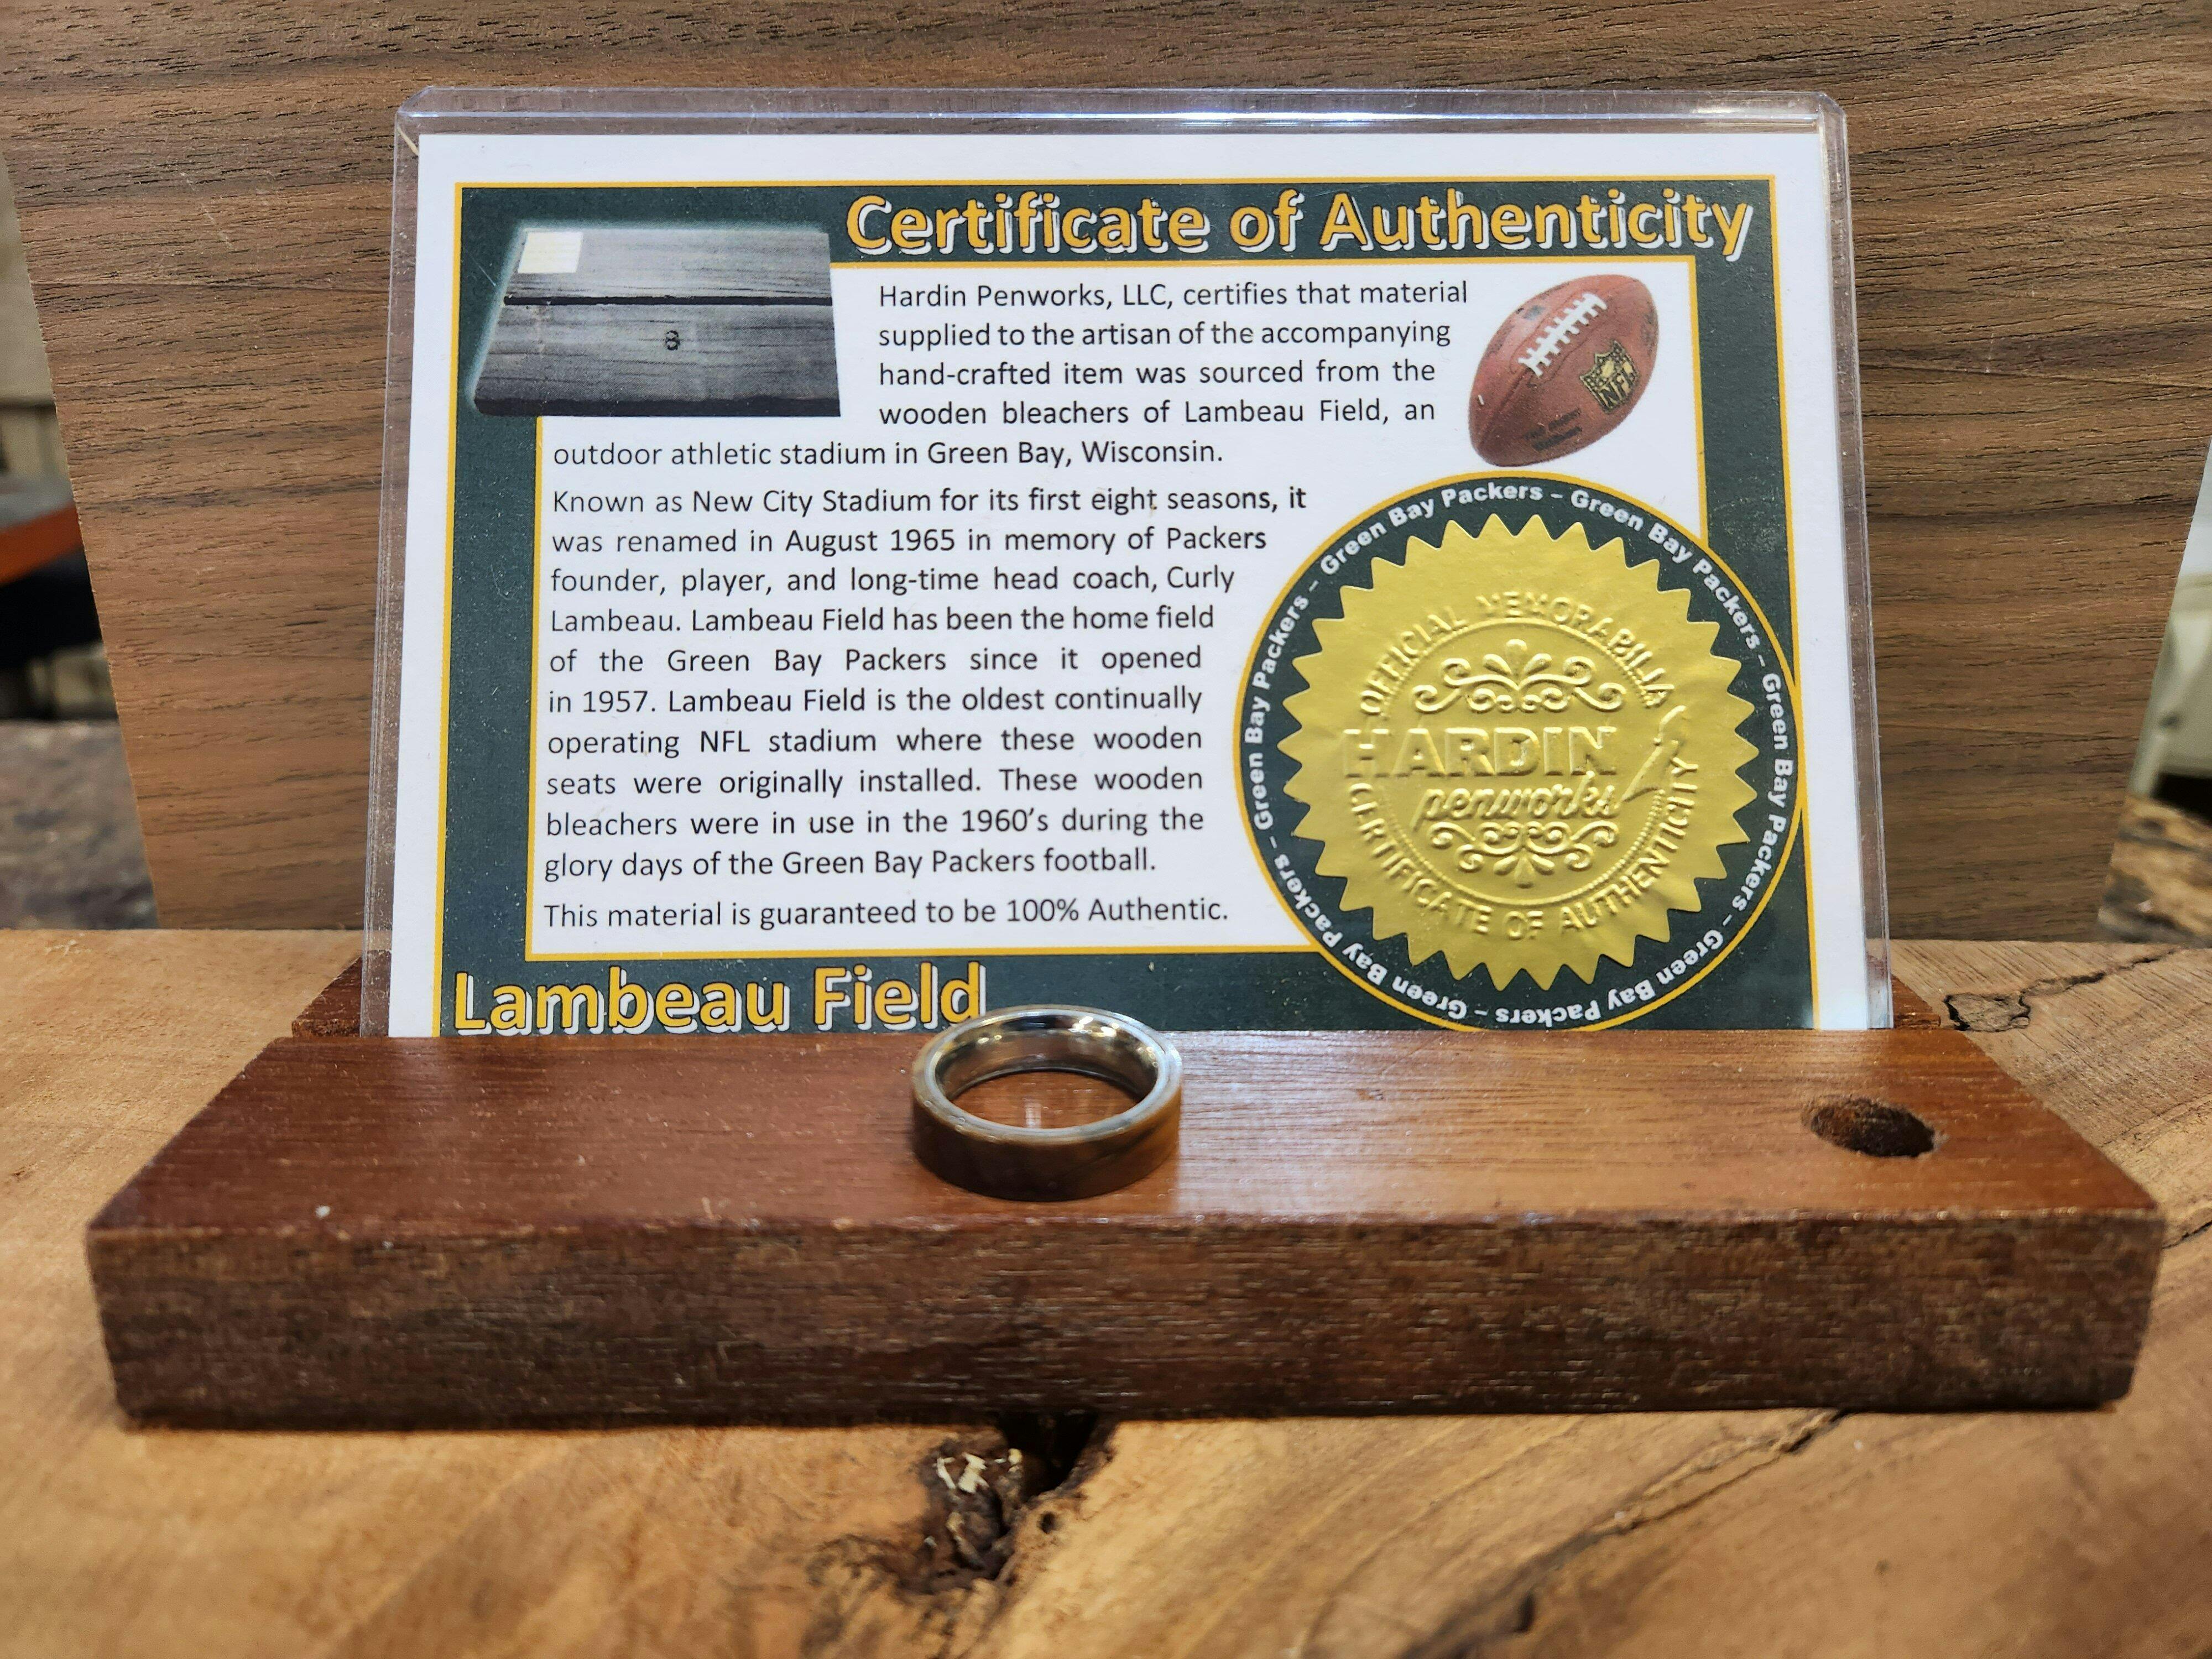 Certificate of Authenticity
8
Hardin Penworks, LLC, certifies that material
supplied to the artisan of the accompanying
hand-crafted item was sourced from the
wooden bleachers of Lambeau Field, an
outdoor athletic stadium in Green Bay, Wisconsin.
NFL
Known as New City Stadium for its first eight seasons, it
was renamed in August 1965 in memory of Packers
founder, player, and long-time head coach, Curly
Lambeau. Lambeau Field has been the home field
of the Green Bay Packers since it opened
in 1957. Lambeau Field is the oldest continually
operating NFL stadium where these wooden
seats were originally installed. These wooden
bleachers were in use in the 1960's during the
glory days of the Green Bay Packers football.
This material is guaranteed to be 100% Authentic.
Green Bay Packers – Green Bay Packers – Green Bay Packers – Green Bay Packers – Green Bay Packers – Green Bay Packers –
OFFICIAL MEMORABILIA
HARDIN
penworks
CERTIFICATE OF AUTHENTICITY
Lambeau Field